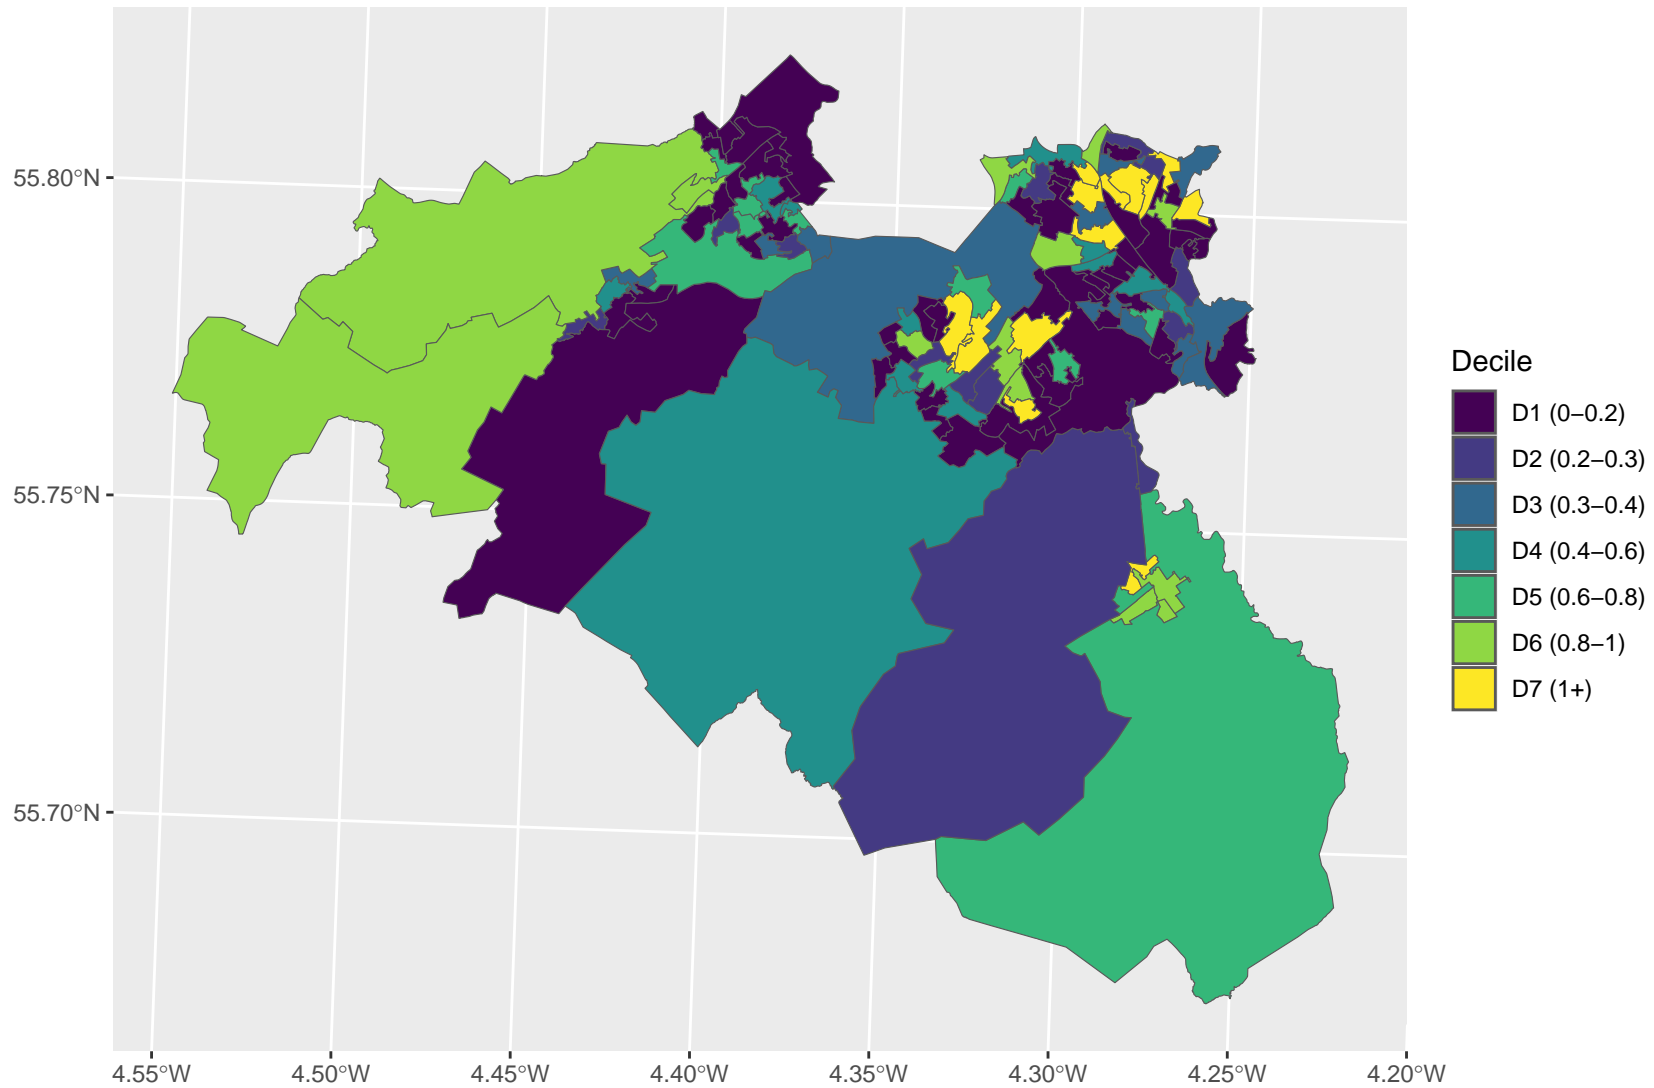 55.80°N
55.75°N
55.70°N
4.55°W 4.50°W 4.45°W 4.40°W 4.35°W 4.30°W 4.25°W 4.20°W
Decile
D1 (0−0.2)
D2 (0.2−0.3)
D3 (0.3−0.4)
D4 (0.4−0.6)
D5 (0.6−0.8)
D6 (0.8−1)
D7 (1+)